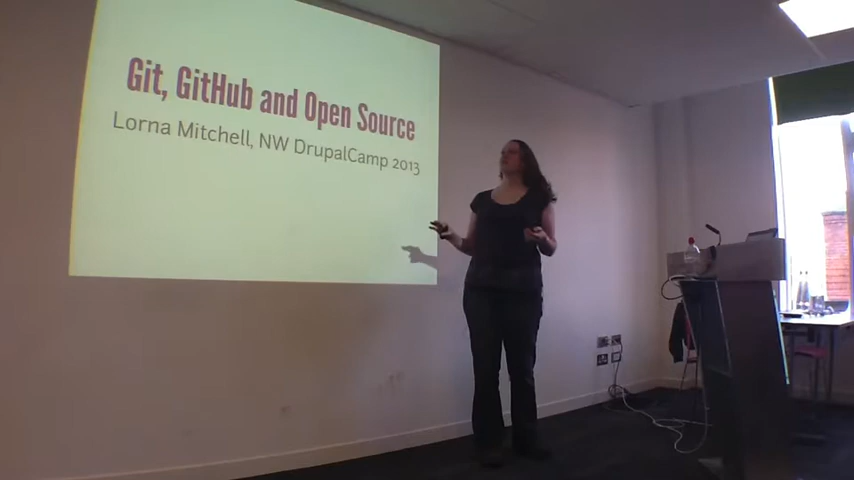 Git, GitHub and Open Source
Lorna Mitchell, NW DrupalCamp 2013